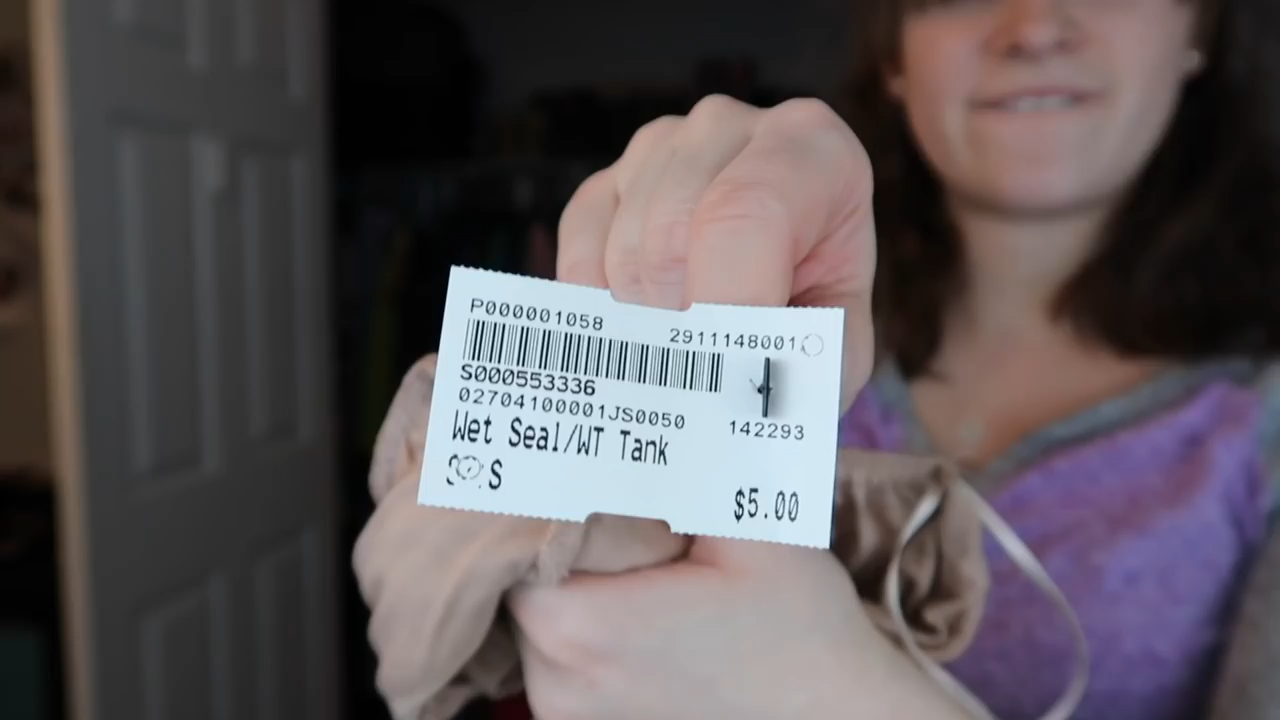 P000001058
2911148001
S000553336
02704100001JS0050
142293
Wet Seal/WT Tank
S
$5.00